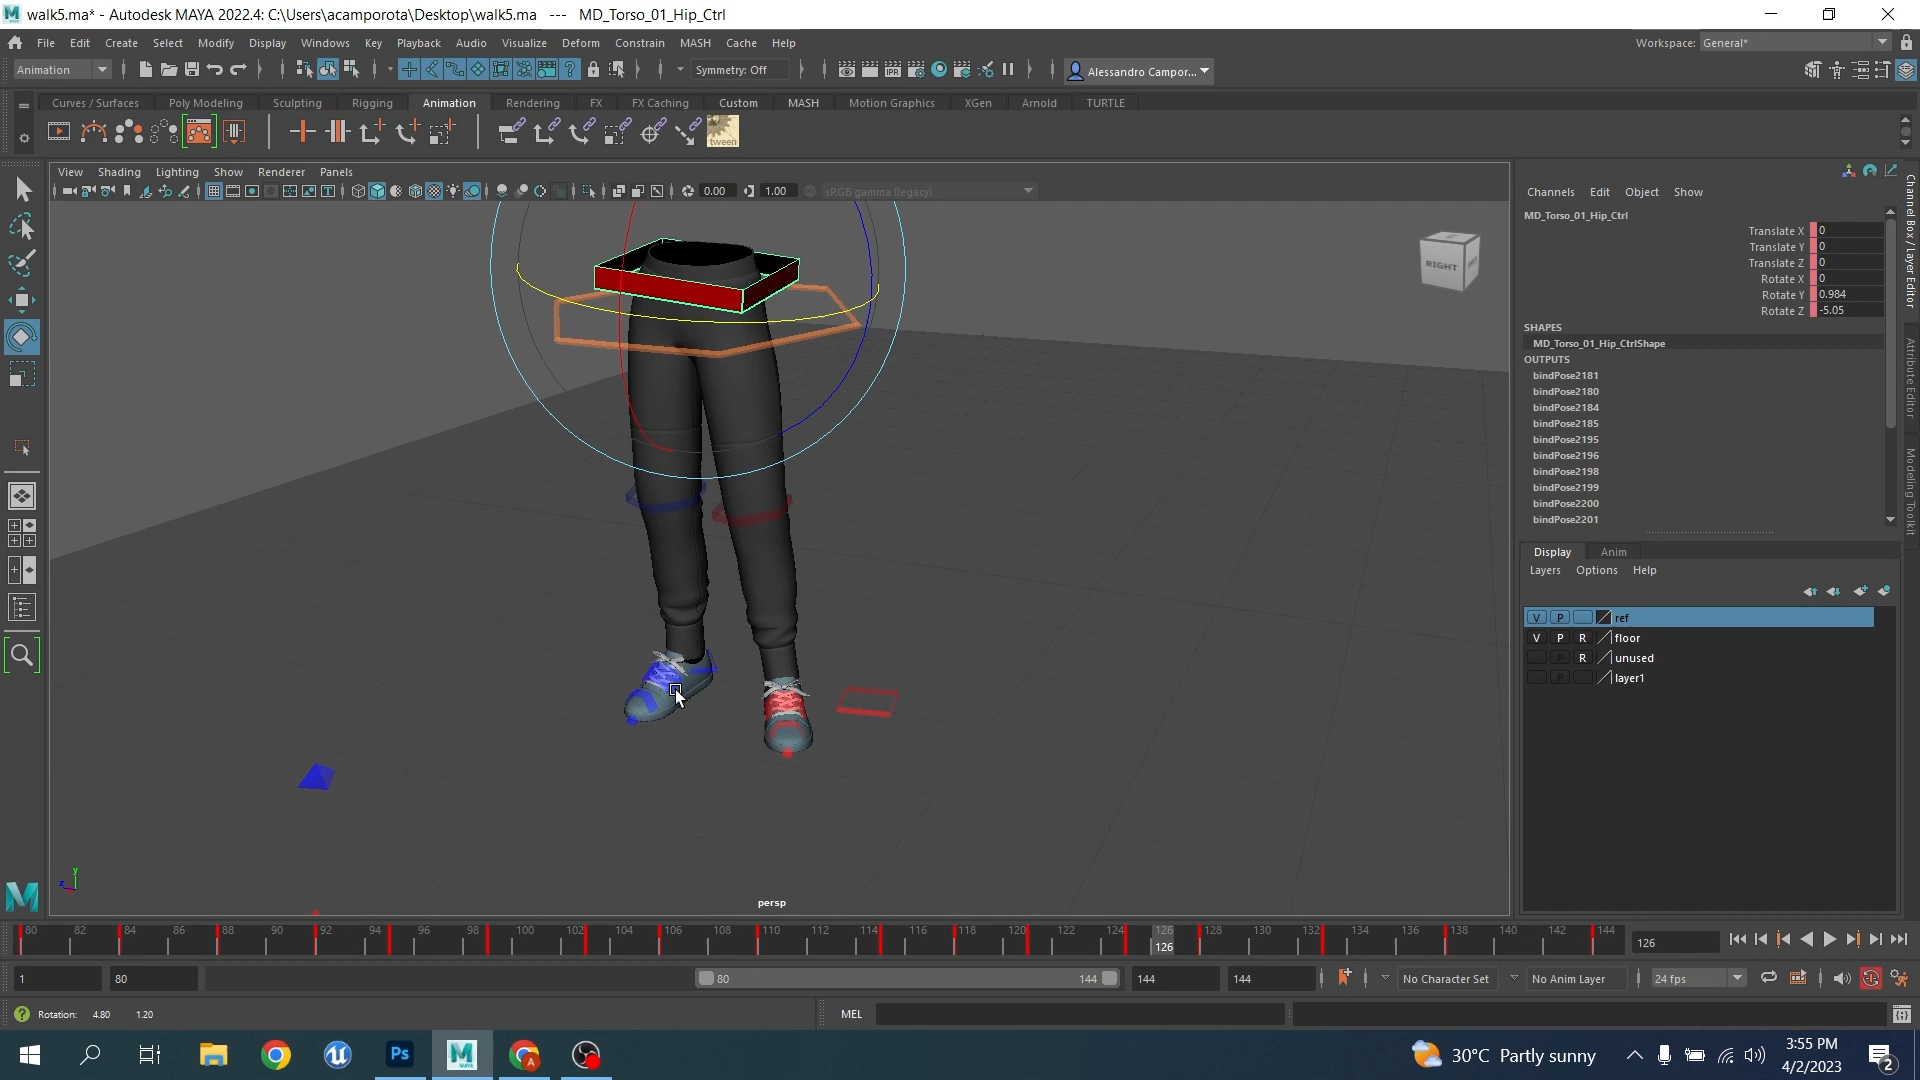 walk5.ma* - Autodesk MAYA 2022.4: C:\Users\acamporota\Desktop\walk5.ma --- MD_Torso_01_Hip_Ctrl
File Edit Create Select Modify Display Windows Key Playback Audio Visualize Deform Constrain MASH Cache Help
Workspace: General*
Animation
Symmetry: Off
Alessandro Campor...
Curves / Surfaces Poly Modeling Sculpting Rigging Animation Rendering FX FX Caching Custom MASH Motion Graphics XGen Arnold TURTLE
tween
View Shading Lighting Show Renderer Panels
0.00 1.00 sRGB gamma (legacy)
RIGHT
persp
Channels Edit Object Show
MD_Torso_01_Hip_Ctrl
Translate X 0
Translate Y 0
Translate Z 0
Rotate X 0
Rotate Y 0.984
Rotate Z -5.05
SHAPES
MD_Torso_01_Hip_CtrlShape
OUTPUTS
bindPose2181
bindPose2180
bindPose2184
bindPose2185
bindPose2195
bindPose2196
bindPose2198
bindPose2199
bindPose2200
bindPose2201
Channel Box / Layer Editor
Attribute Editor
Modeling Toolkit
Display Anim
Layers Options Help
V P ref
V P R floor
P R unused
P layer1
80 82 84 86 88 90 92 94 96 98 100 102 104 106 108 110 112 114 116 118 120 122 124 126 128 130 132 134 136 138 140 142 144
126
126
1 80 80 144 144 144 No Character Set No Anim Layer 24 fps
Rotation: 4.80 1.20
MEL
30°C Partly sunny
3:55 PM
4/2/2023
2